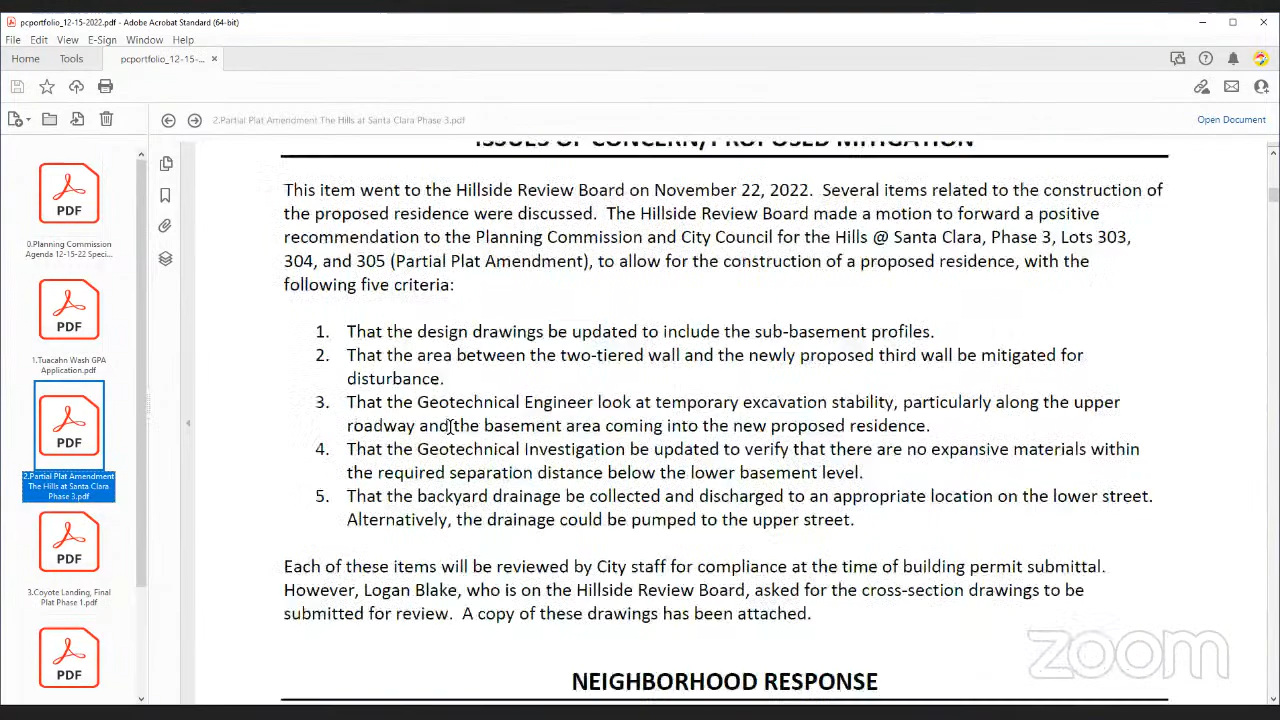 pcportfolio_12-15-2022.pdf - Adobe Acrobat Standard (64-bit)
File Edit View E-Sign Window Help
Home Tools pcportfolio_12-15-... ×
2.Partial Plat Amendment The Hills at Santa Clara Phase 3.pdf
Open Document
PDF
0.Planning Commission
Agenda 12-15-22 Speci...
PDF
1.Tuacahn Wash GPA
Application.pdf
PDF
2.Partial Plat Amendment
The Hills at Santa Clara
Phase 3.pdf
PDF
3.Coyote Landing, Final
Plat Phase 1.pdf
PDF
ISSUES OF CONCERN/PROPOSED MITIGATION
This item went to the Hillside Review Board on November 22, 2022. Several items related to the construction of
the proposed residence were discussed. The Hillside Review Board made a motion to forward a positive
recommendation to the Planning Commission and City Council for the Hills @ Santa Clara, Phase 3, Lots 303,
304, and 305 (Partial Plat Amendment), to allow for the construction of a proposed residence, with the
following five criteria:
1. That the design drawings be updated to include the sub-basement profiles.
2. That the area between the two-tiered wall and the newly proposed third wall be mitigated for
disturbance.
3. That the Geotechnical Engineer look at temporary excavation stability, particularly along the upper
roadway and the basement area coming into the new proposed residence.
4. That the Geotechnical Investigation be updated to verify that there are no expansive materials within
the required separation distance below the lower basement level.
5. That the backyard drainage be collected and discharged to an appropriate location on the lower street.
Alternatively, the drainage could be pumped to the upper street.
Each of these items will be reviewed by City staff for compliance at the time of building permit submittal.
However, Logan Blake, who is on the Hillside Review Board, asked for the cross-section drawings to be
submitted for review. A copy of these drawings has been attached.
zoom
NEIGHBORHOOD RESPONSE